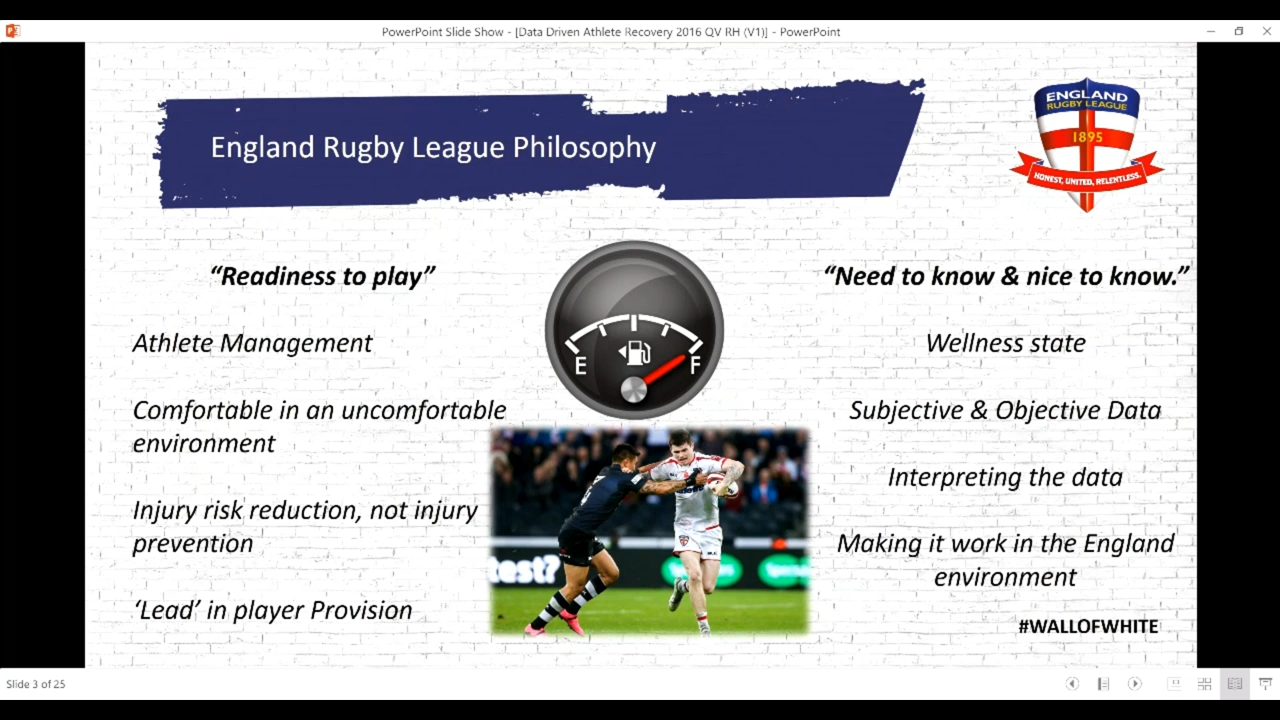 PowerPoint Slide Show - [Data Driven Athlete Recovery 2016 QV RH (V1)] - PowerPoint
England Rugby League Philosophy
ENGLAND
RUGBY LEAGUE
1895
HONEST, UNITED, RELENTLESS.
“Readiness to play”
Athlete Management
Comfortable in an uncomfortable
environment
Injury risk reduction, not injury
prevention
‘Lead’ in player Provision
E
F
test?
“Need to know & nice to know.”
Wellness state
Subjective & Objective Data
Interpreting the data
Making it work in the England
environment
#WALLOFWHITE
Slide 3 of 25